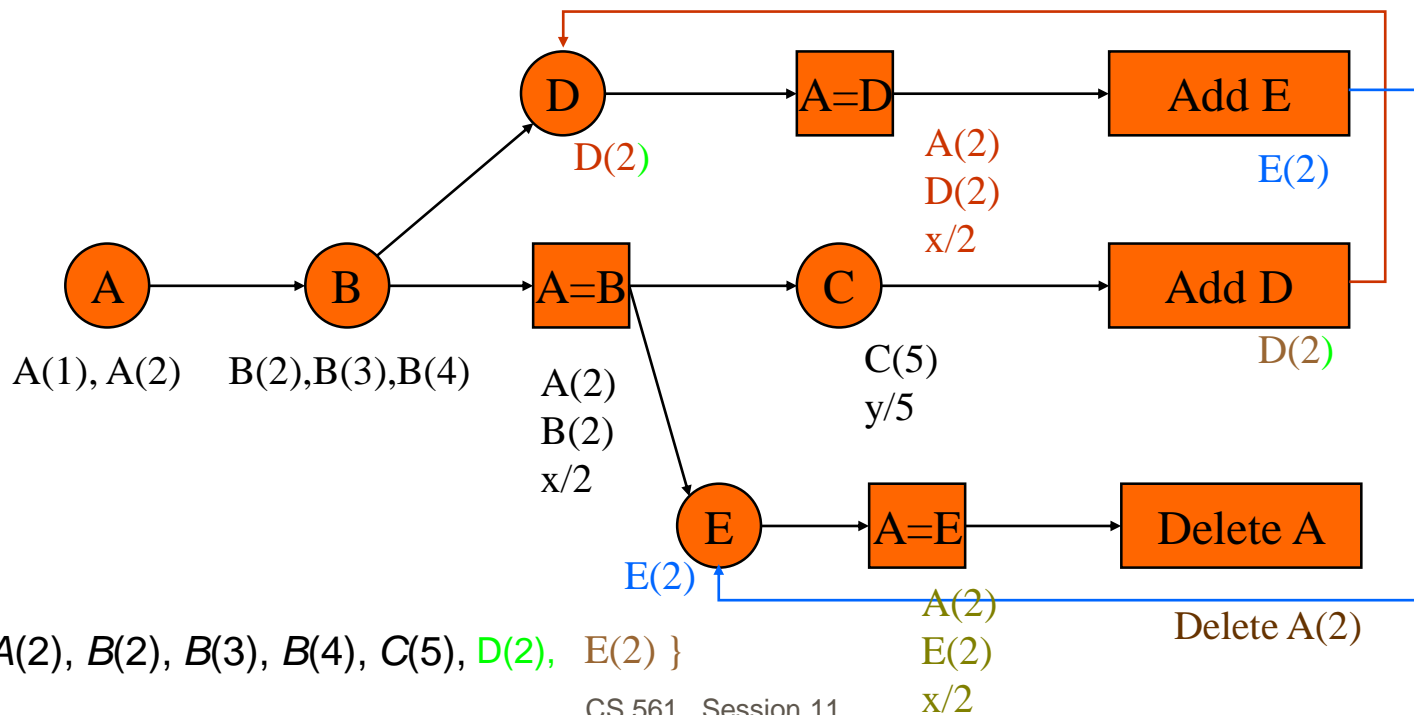 D
A=D
Add E
D(2)
A(2)
D(2)
x/2
E(2)
A
B
A=B
C
Add D
A(1), A(2)
B(2),B(3),B(4)
A(2)
B(2)
x/2
C(5)
y/5
D(2)
E
A=E
Delete A
E(2)
A(2)
E(2)
x/2
Delete A(2)
A(2), B(2), B(3), B(4), C(5), D(2), E(2) }
CS 561, Session 11